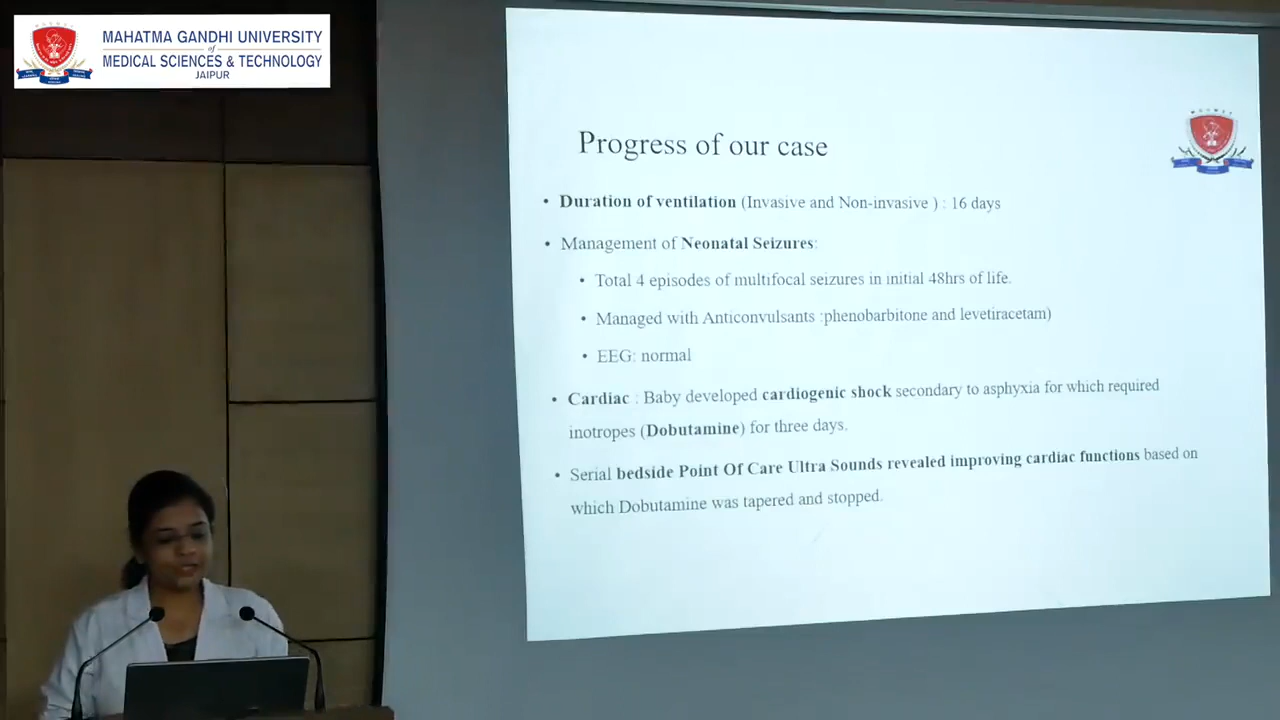 MAHATMA GANDHI UNIVERSITY
of
MEDICAL SCIENCES & TECHNOLOGY
JAIPUR
Progress of our case
• Duration of ventilation (Invasive and Non-invasive ) : 16 days
• Management of Neonatal Seizures:
• Total 4 episodes of multifocal seizures in initial 48hrs of life.
• Managed with Anticonvulsants :phenobarbitone and levetiracetam)
• EEG: normal
• Cardiac : Baby developed cardiogenic shock secondary to asphyxia for which required
inotropes (Dobutamine) for three days.
• Serial bedside Point Of Care Ultra Sounds revealed improving cardiac functions based on
which Dobutamine was tapered and stopped.